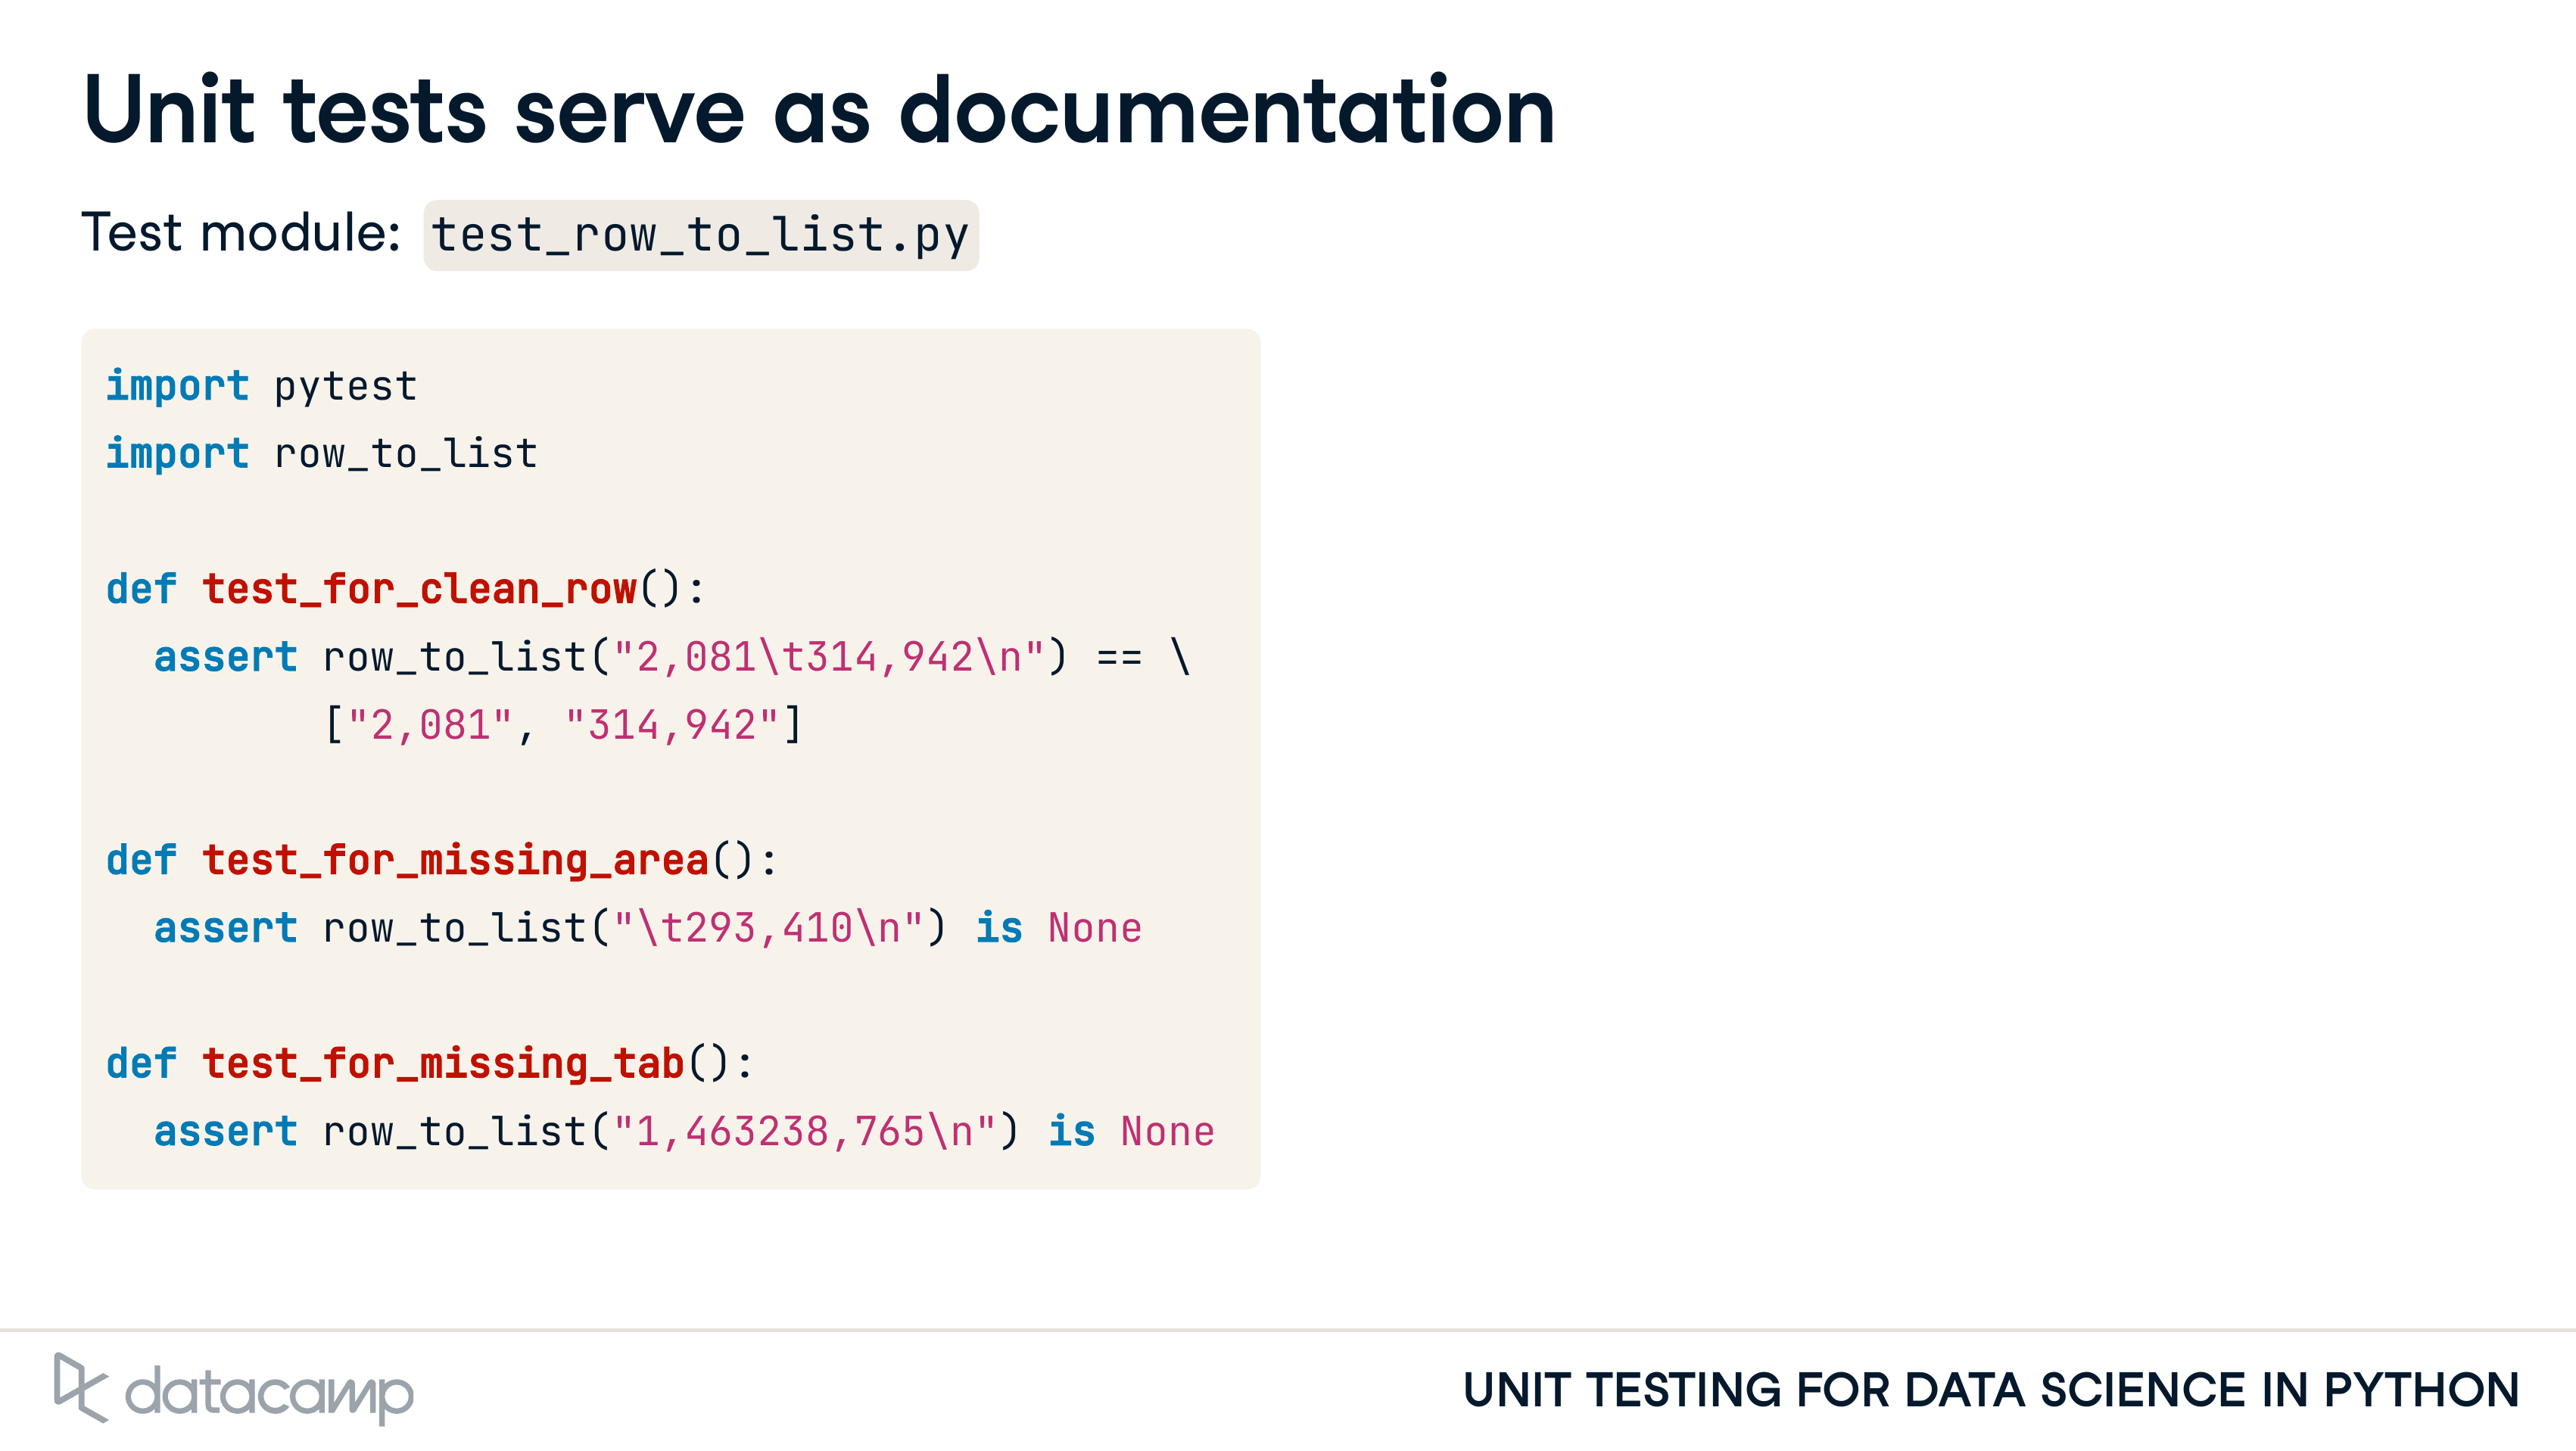 Unit tests serve as documentation
Test module: test_row_to_list.py
import pytest
import row_to_list
def test_for_clean_row():
  assert row_to_list("2,081\t314,942\n") == \
         ["2,081", "314,942"]
def test_for_missing_area():
  assert row_to_list("\t293,410\n") is None
def test_for_missing_tab():
  assert row_to_list("1,463238,765\n") is None
datacamp
UNIT TESTING FOR DATA SCIENCE IN PYTHON